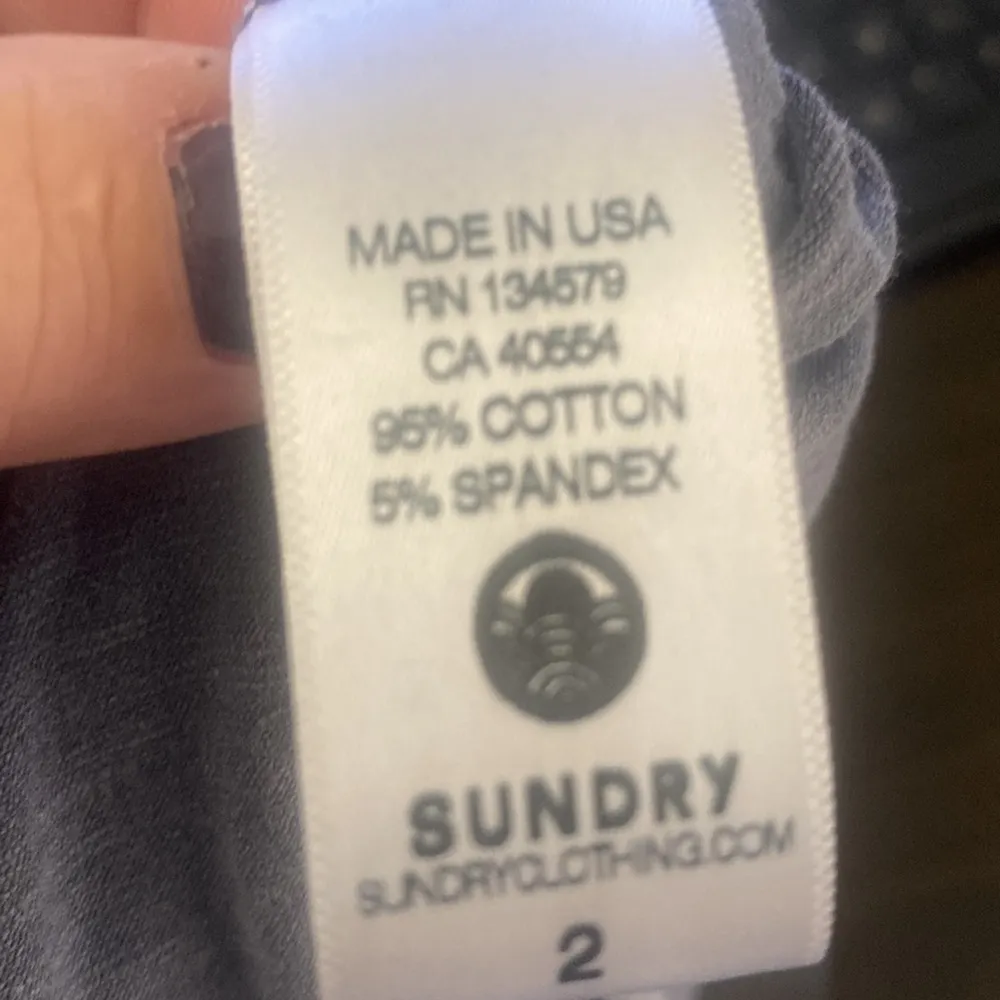 MADE IN USA
RN 134579
CA 40554
95% COTTON
5% SPANDEX
SUNDRY
SUNDRYCLOTHING.COM
2